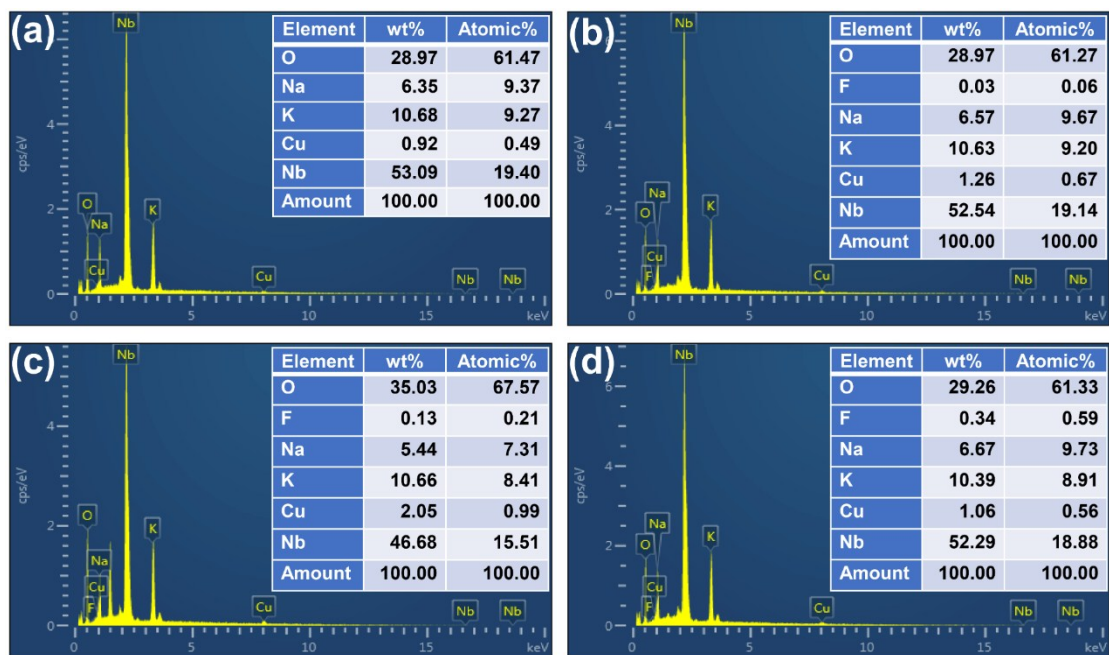 (a)
Element wt% Atomic%
O 28.97 61.47
Na 6.35 9.37
K 10.68 9.27
Cu 0.92 0.49
Nb 53.09 19.40
Amount 100.00 100.00
Nb
O
Na
Cu
K
Cu
Nb
Nb
cps/eV
4
2
0
0 5 10 15 keV
(b)
Element wt% Atomic%
O 28.97 61.27
F 0.03 0.06
Na 6.57 9.67
K 10.63 9.20
Cu 1.26 0.67
Nb 52.54 19.14
Amount 100.00 100.00
Nb
Na
O
Cu
F
K
Cu
Nb
Nb
cps/eV
4
2
0
0 5 10 15 keV
(c)
Element wt% Atomic%
O 35.03 67.57
F 0.13 0.21
Na 5.44 7.31
K 10.66 8.41
Cu 2.05 0.99
Nb 46.68 15.51
Amount 100.00 100.00
Nb
O
Na
Cu
F
K
Cu
Nb
Nb
cps/eV
4
2
0
0 5 10 15 keV
(d)
Element wt% Atomic%
O 29.26 61.33
F 0.34 0.59
Na 6.67 9.73
K 10.39 8.91
Cu 1.06 0.56
Nb 52.29 18.88
Amount 100.00 100.00
Nb
Na
O
Cu
F
K
Cu
Nb
Nb
cps/eV
6
4
2
0
0 5 10 15 keV